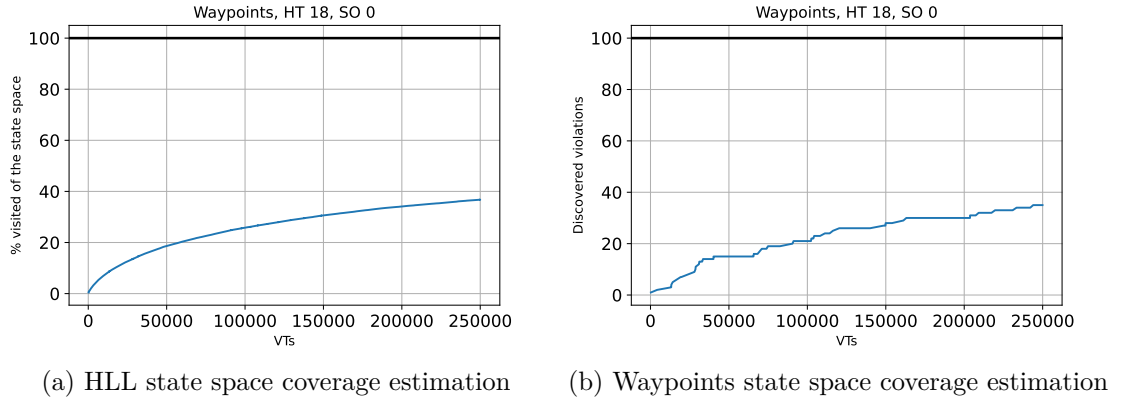 Waypoints, HT 18, SO 0
% visited of the state space
100
80
60
40
20
0
0 50000 100000 150000 200000 250000
VTs
(a) HLL state space coverage estimation
Waypoints, HT 18, SO 0
Discovered violations
100
80
60
40
20
0
0 50000 100000 150000 200000 250000
VTs
(b) Waypoints state space coverage estimation